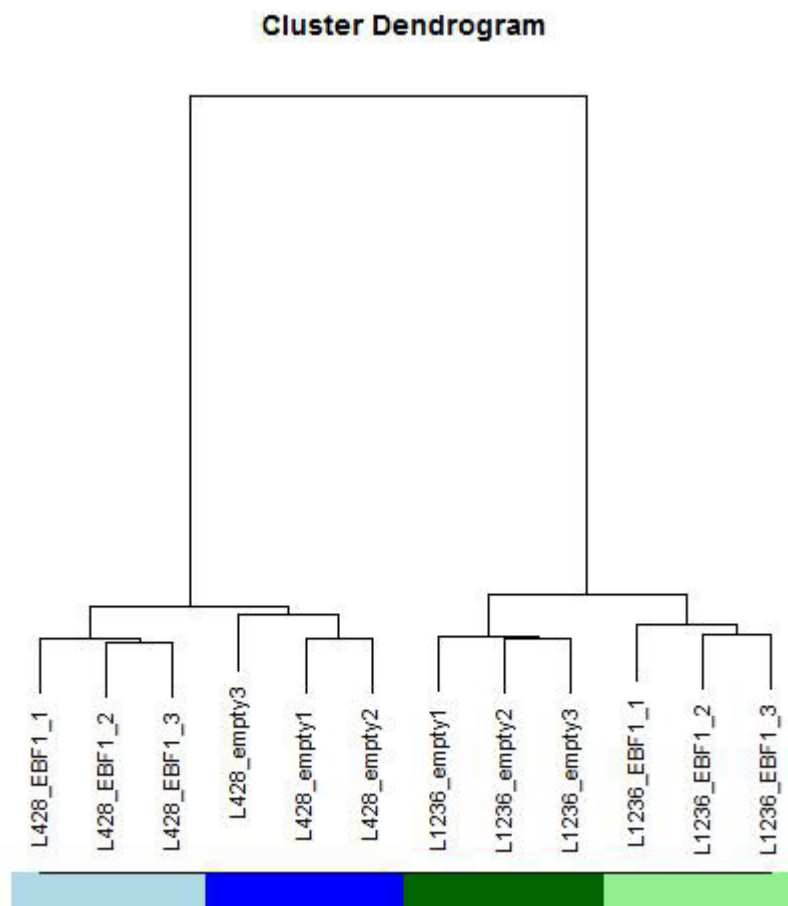 Cluster Dendrogram
L428_EBF1_1
L428_EBF1_2
L428_EBF1_3
L428_empty3
L428_empty1
L428_empty2
L1236_empty1
L1236_empty2
L1236_empty3
L1236_EBF1_1
L1236_EBF1_2
L1236_EBF1_3